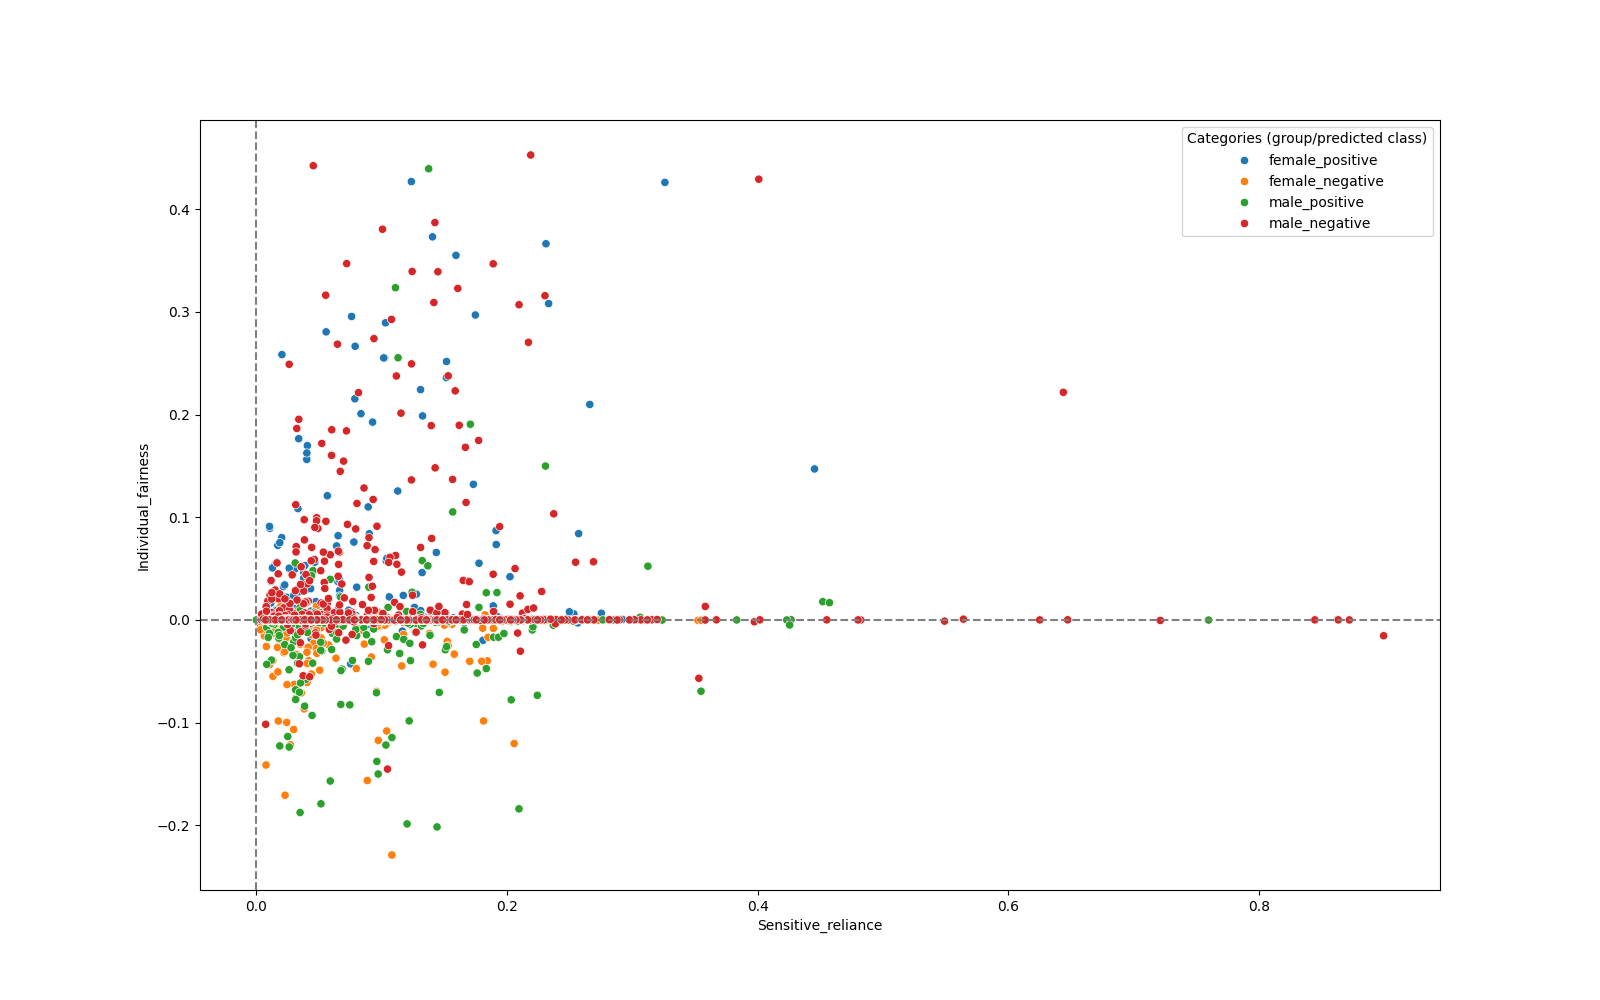 Categories (group/predicted class)
female_positive
female_negative
male_positive
male_negative
0.4
0.3
0.2
0.1
0.0
−0.1
−0.2
Individual_fairness
0.0 0.2 0.4 0.6 0.8
Sensitive_reliance